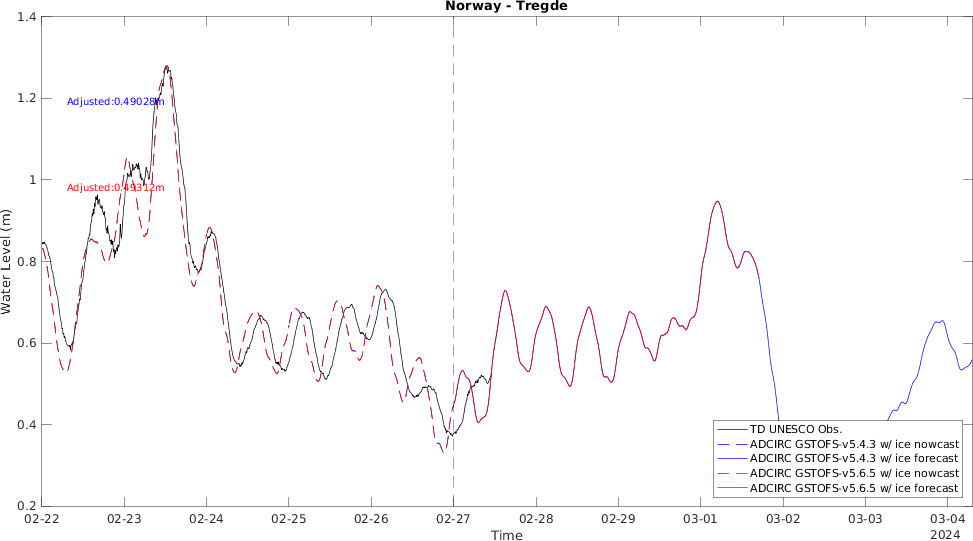 Norway - Tregde
1.4
1.2
1
0.8
0.6
0.4
0.2
Water Level (m)
Adjusted:0.49028m
Adjusted:0.49312m
TD UNESCO Obs.
ADCIRC GSTOFS-v5.4.3 w/ ice nowcast
ADCIRC GSTOFS-v5.4.3 w/ ice forecast
ADCIRC GSTOFS-v5.6.5 w/ ice nowcast
ADCIRC GSTOFS-v5.6.5 w/ ice forecast
02-22 02-23 02-24 02-25 02-26 02-27 02-28 02-29 03-01 03-02 03-03 03-04
2024
Time